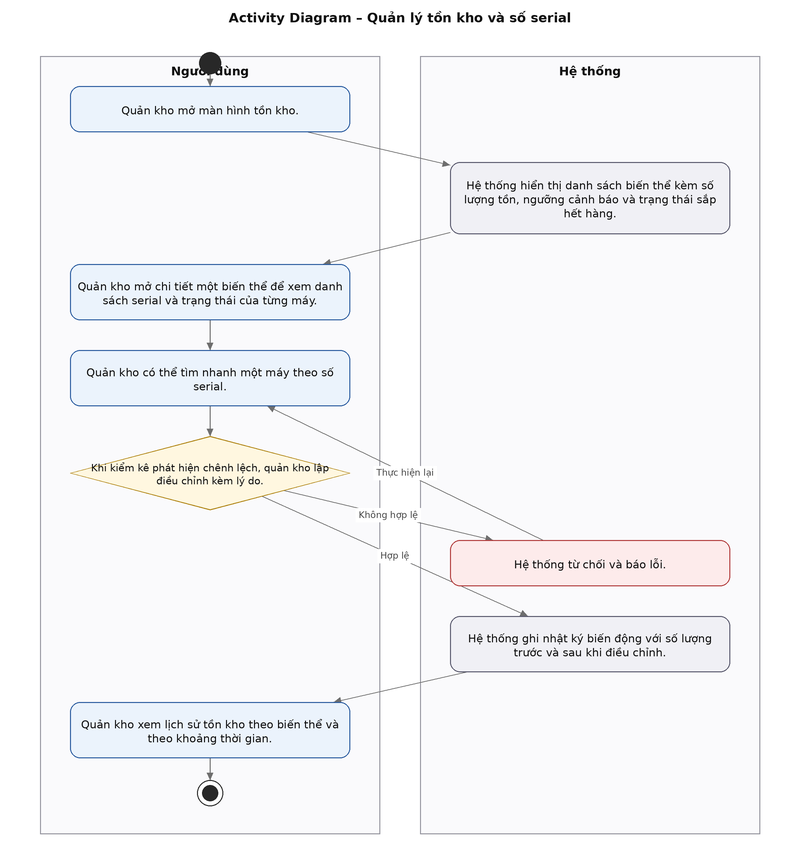 Activity Diagram – Quản lý tồn kho và số serial
Người dùng
Hệ thống
Quản kho mở màn hình tồn kho.
Hệ thống hiển thị danh sách biến thể kèm số
lượng tồn, ngưỡng cảnh báo và trạng thái sắp
hết hàng.
Quản kho mở chi tiết một biến thể để xem danh
sách serial và trạng thái của từng máy.
Quản kho có thể tìm nhanh một máy theo số
serial.
Khi kiểm kê phát hiện chênh lệch, quản kho lập
điều chỉnh kèm lý do.
Thực hiện lại
Không hợp lệ
Hợp lệ
Hệ thống từ chối và báo lỗi.
Hệ thống ghi nhật ký biến động với số lượng
trước và sau khi điều chỉnh.
Quản kho xem lịch sử tồn kho theo biến thể và
theo khoảng thời gian.